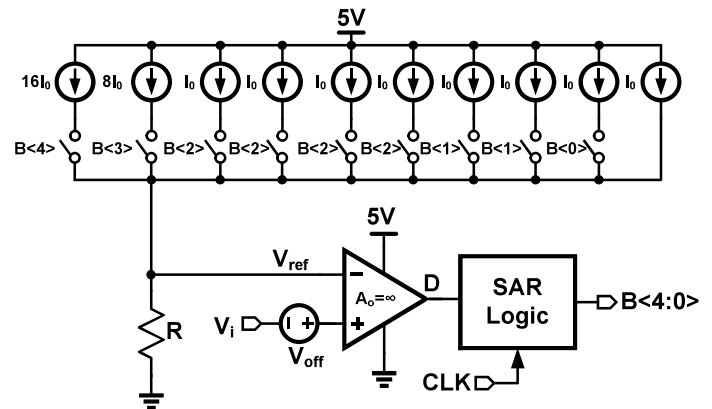 5V
16I₀ 8I₀ I₀ I₀ I₀ I₀ I₀ I₀ I₀ I₀
B<4> B<3> B<2> B<2> B<2> B<2> B<1> B<1> B<0>
5V
Vref
D
A₀=∞
SAR
Logic
B<4:0>
R
Vi
Voff
CLK